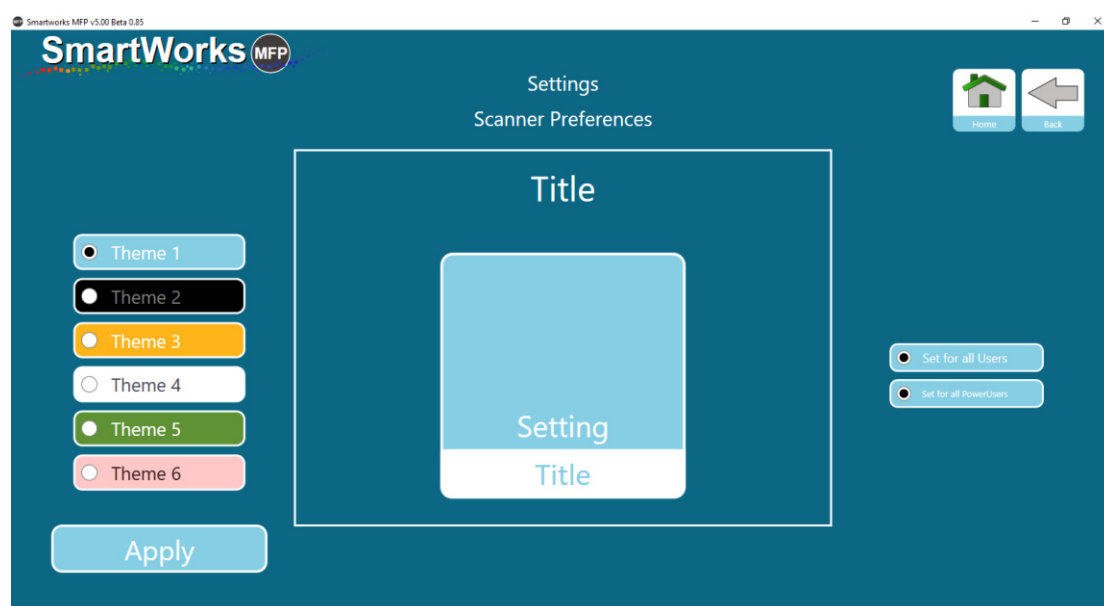 Smartworks MFP v5.00 Beta 0.85
SmartWorks MFP
Settings
Scanner Preferences
Home
Back
Title
Theme 1
Theme 2
Theme 3
Theme 4
Theme 5
Theme 6
Apply
Setting
Title
Set for all Users
Set for all PowerUsers